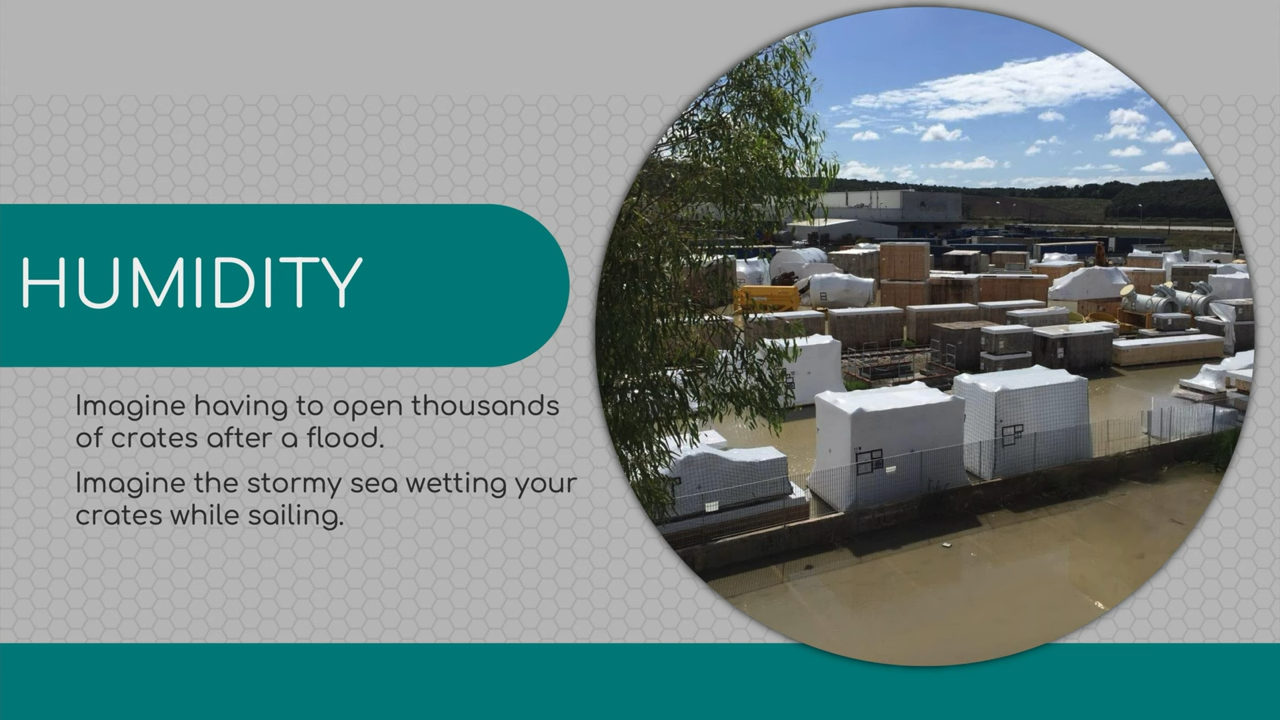 HUMIDITY
Imagine having to open thousands
of crates after a flood.
Imagine the stormy sea wetting your
crates while sailing.